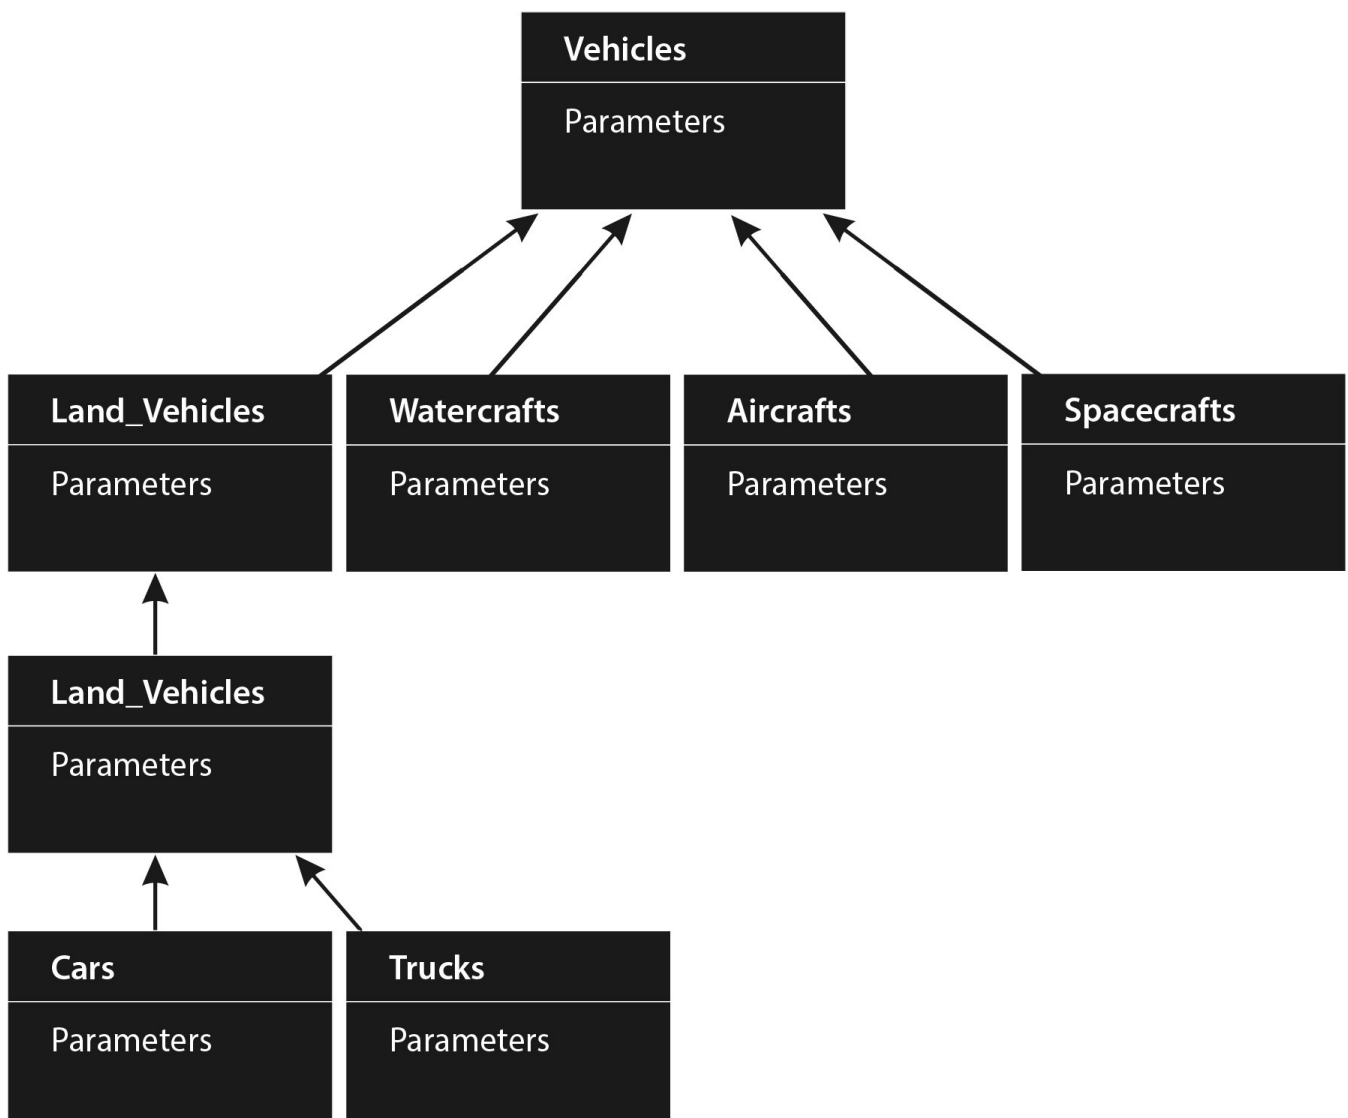 Vehicles
Parameters
Land_Vehicles
Parameters
Watercrafts
Parameters
Aircrafts
Parameters
Spacecrafts
Parameters
Land_Vehicles
Parameters
Cars
Parameters
Trucks
Parameters